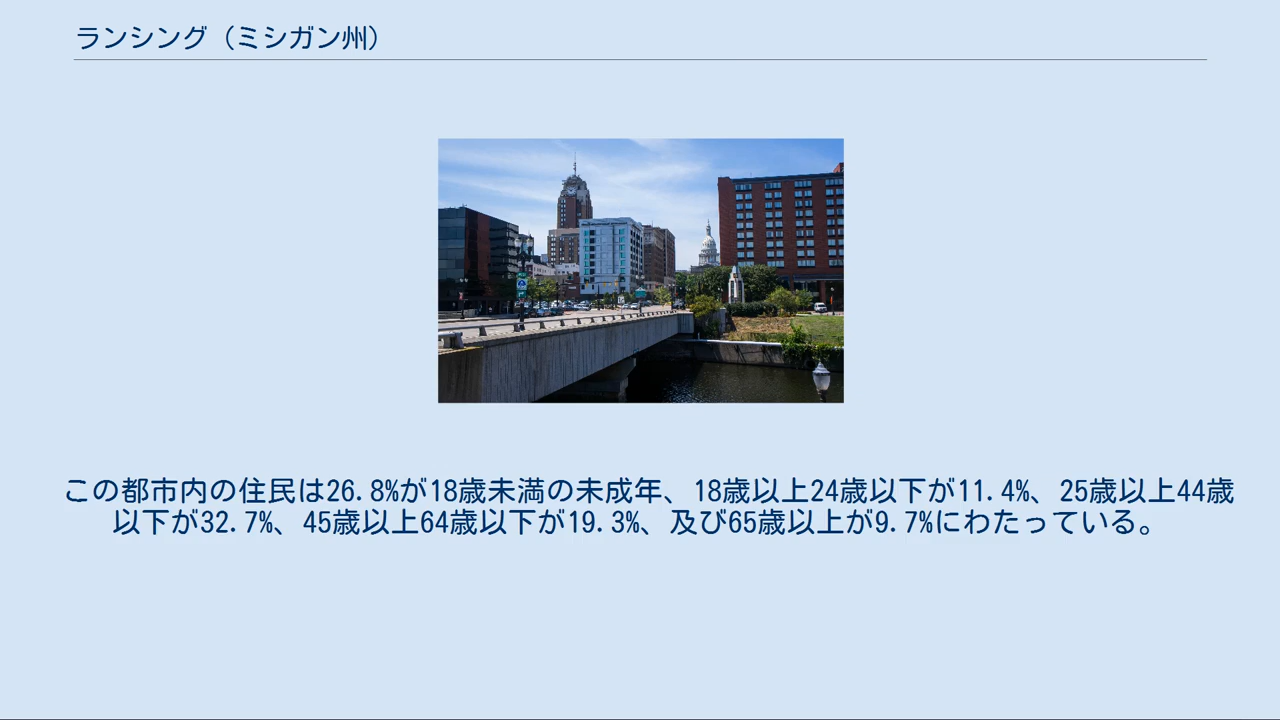 ランシング（ミシガン州）
この都市内の住民は26.8%が18歳未満の未成年、18歳以上24歳以下が11.4%、25歳以上44歳
以下が32.7%、45歳以上64歳以下が19.3%、及び65歳以上が9.7%にわたっている。